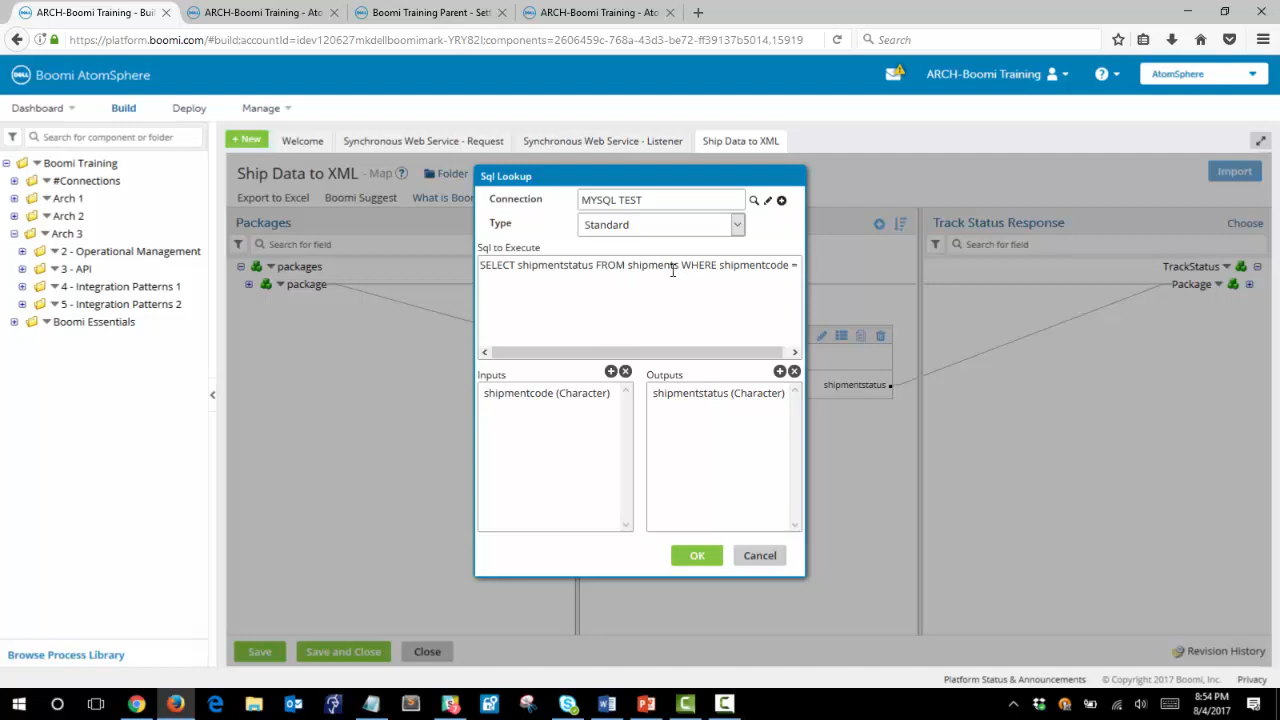 ARCH-Boomi Training - Bui
ARCH-Boomi Training - Ato
Boomi Training Parent - Set
ARCH-Boomi Training - Ato
https://platform.boomi.com/#build;accountId=idev120627mkdellboomimark-YRY82I;components=2606459c-768a-43d3-be72-ff39137b5014,15919
Search
DELL Boomi AtomSphere
ARCH-Boomi Training
AtomSphere
Dashboard
Build
Deploy
Manage
Search for component or folder
+ New
Welcome
Synchronous Web Service - Request
Synchronous Web Service - Listener
Ship Data to XML
Boomi Training
#Connections
Arch 1
Arch 2
Arch 3
2 - Operational Management
3 - API
4 - Integration Patterns 1
5 - Integration Patterns 2
Boomi Essentials
Browse Process Library
Ship Data to XML - Map
Folder
Import
Export to Excel
Boomi Suggest
What is Boom
Packages
Search for field
packages
package
Track Status Response
Choose
Search for field
TrackStatus
Package
shipmentstatus
Sql Lookup
Connection
MYSQL TEST
Type
Standard
Sql to Execute
SELECT shipmentstatus FROM shipments WHERE shipmentcode =
Inputs
Outputs
shipmentcode (Character)
shipmentstatus (Character)
OK
Cancel
Save
Save and Close
Close
Revision History
Platform Status & Announcements
© Copyright 2017 Boomi, Inc.
Privacy
8:54 PM
8/4/2017